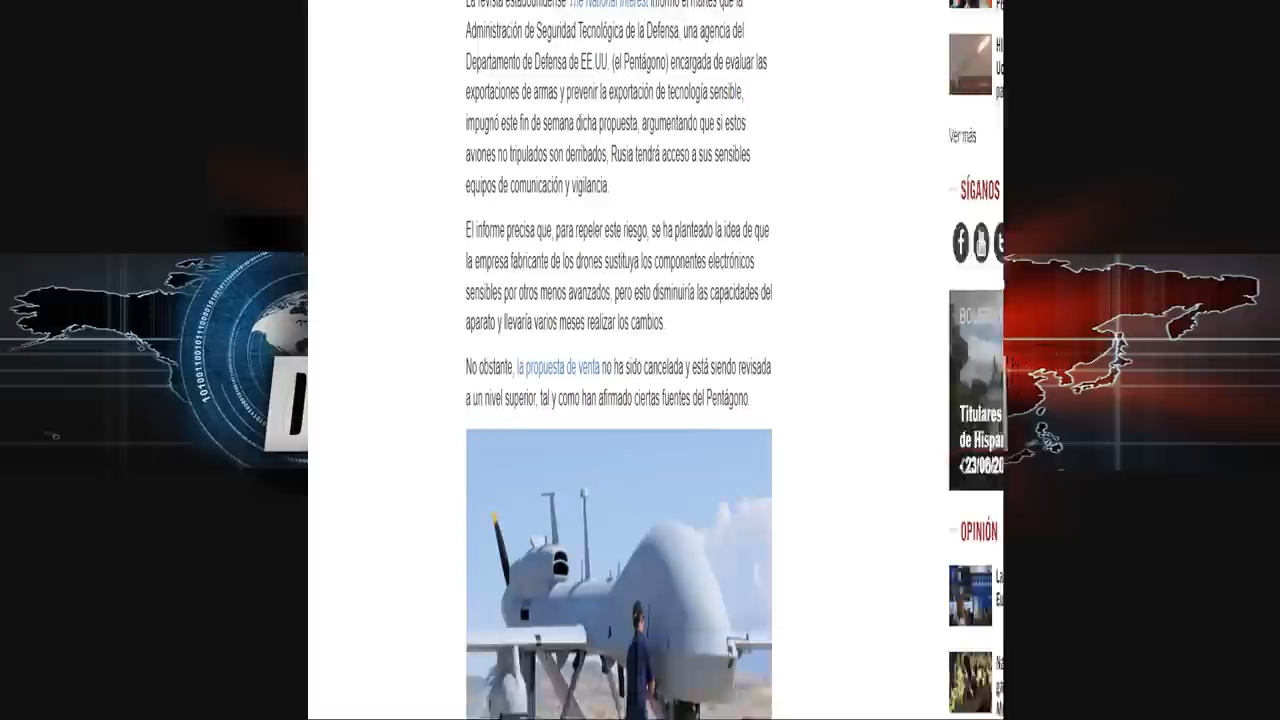 La revista estadounidense The National Interest informó el martes que la
Administración de Seguridad Tecnológica de la Defensa, una agencia del
Departamento de Defensa de EE.UU. (el Pentágono) encargada de evaluar las
exportaciones de armas y prevenir la exportación de tecnología sensible,
impugnó este fin de semana dicha propuesta, argumentando que si estos
aviones no tripulados son derribados, Rusia tendrá acceso a sus sensibles
equipos de comunicación y vigilancia.
El informe precisa que, para repeler este riesgo, se ha planteado la idea de que
la empresa fabricante de los drones sustituya los componentes electrónicos
sensibles por otros menos avanzados, pero esto disminuiría las capacidades del
aparato y llevaría varios meses realizar los cambios.
No obstante, la propuesta de venta no ha sido cancelada y está siendo revisada
a un nivel superior, tal y como han afirmado ciertas fuentes del Pentágono.
Ver más
SÍGANOS
Titulares
de Hispan
OPINIÓN